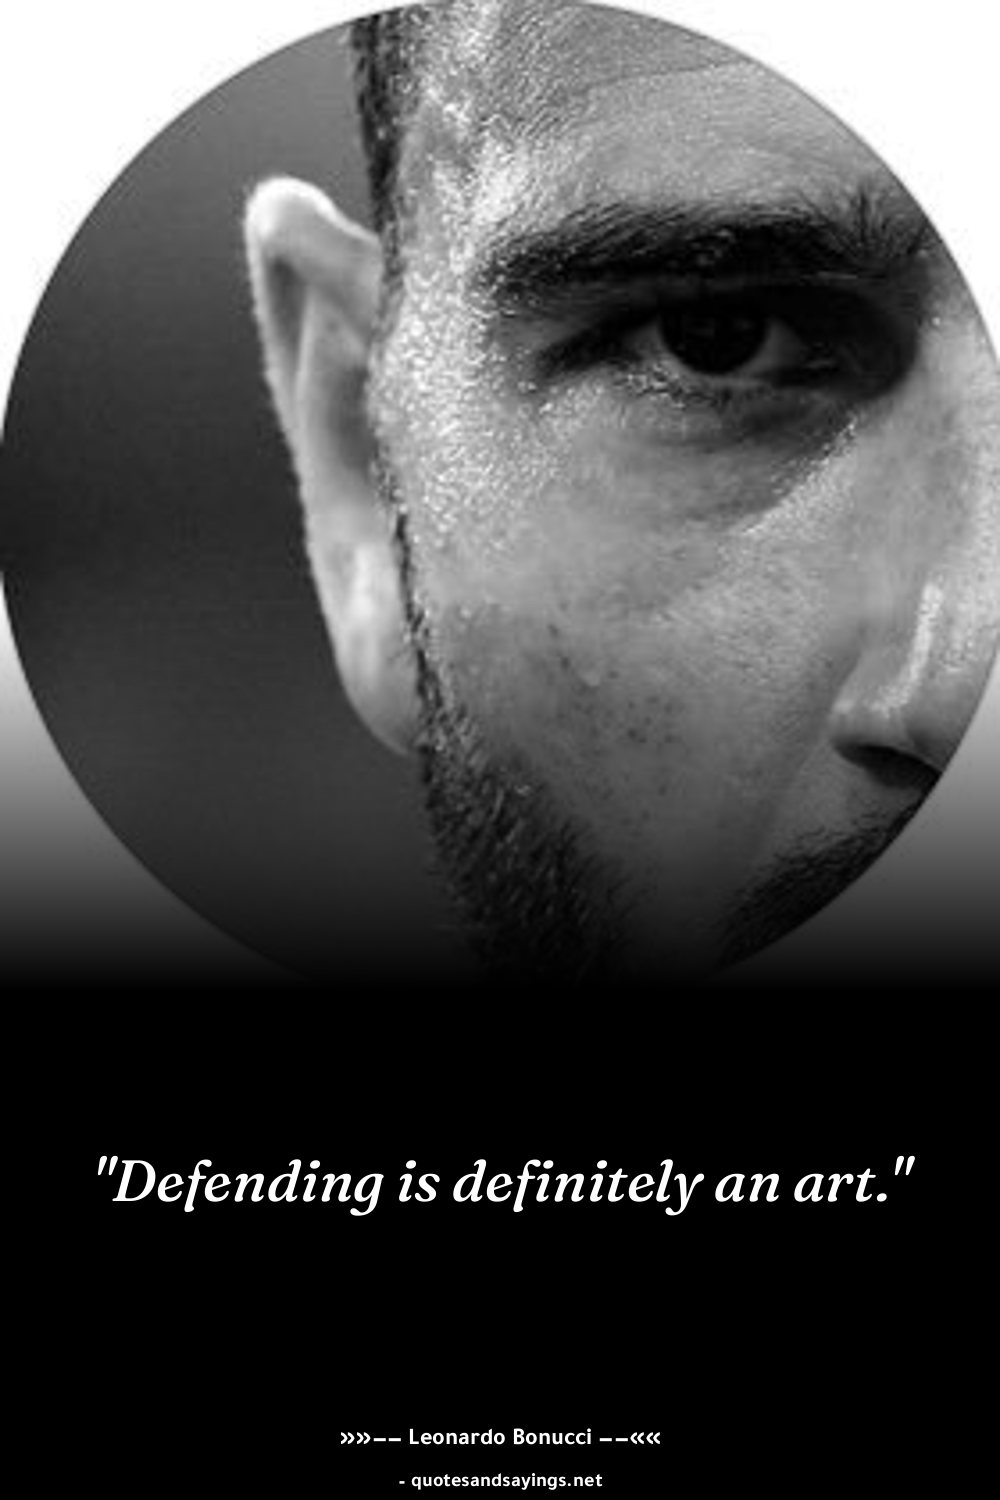 "Defending is definitely an art."
»»−− Leonardo Bonucci −−««
- quotesandsayings.net